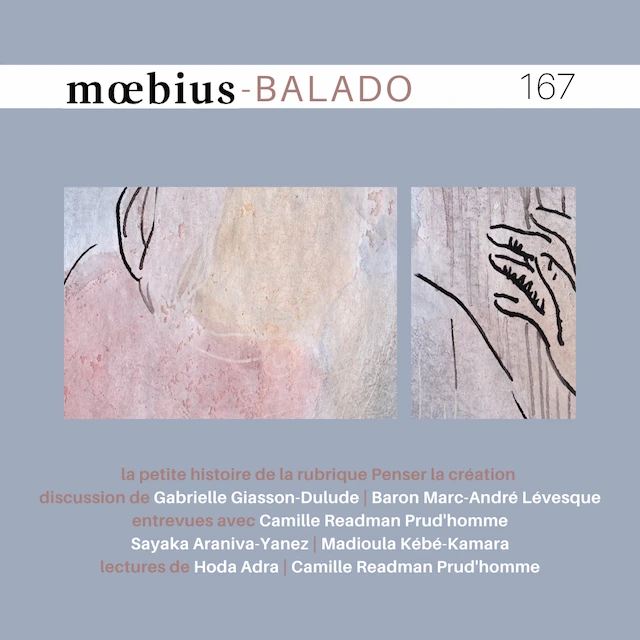 mœbius-BALADO 167
la petite histoire de la rubrique Penser la création
discussion de Gabrielle Giasson-Dulude | Baron Marc-André Lévesque
entrevues avec Camille Readman Prud'homme
Sayaka Araniva-Yanez | Madioula Kébé-Kamara
lectures de Hoda Adra | Camille Readman Prud'homme